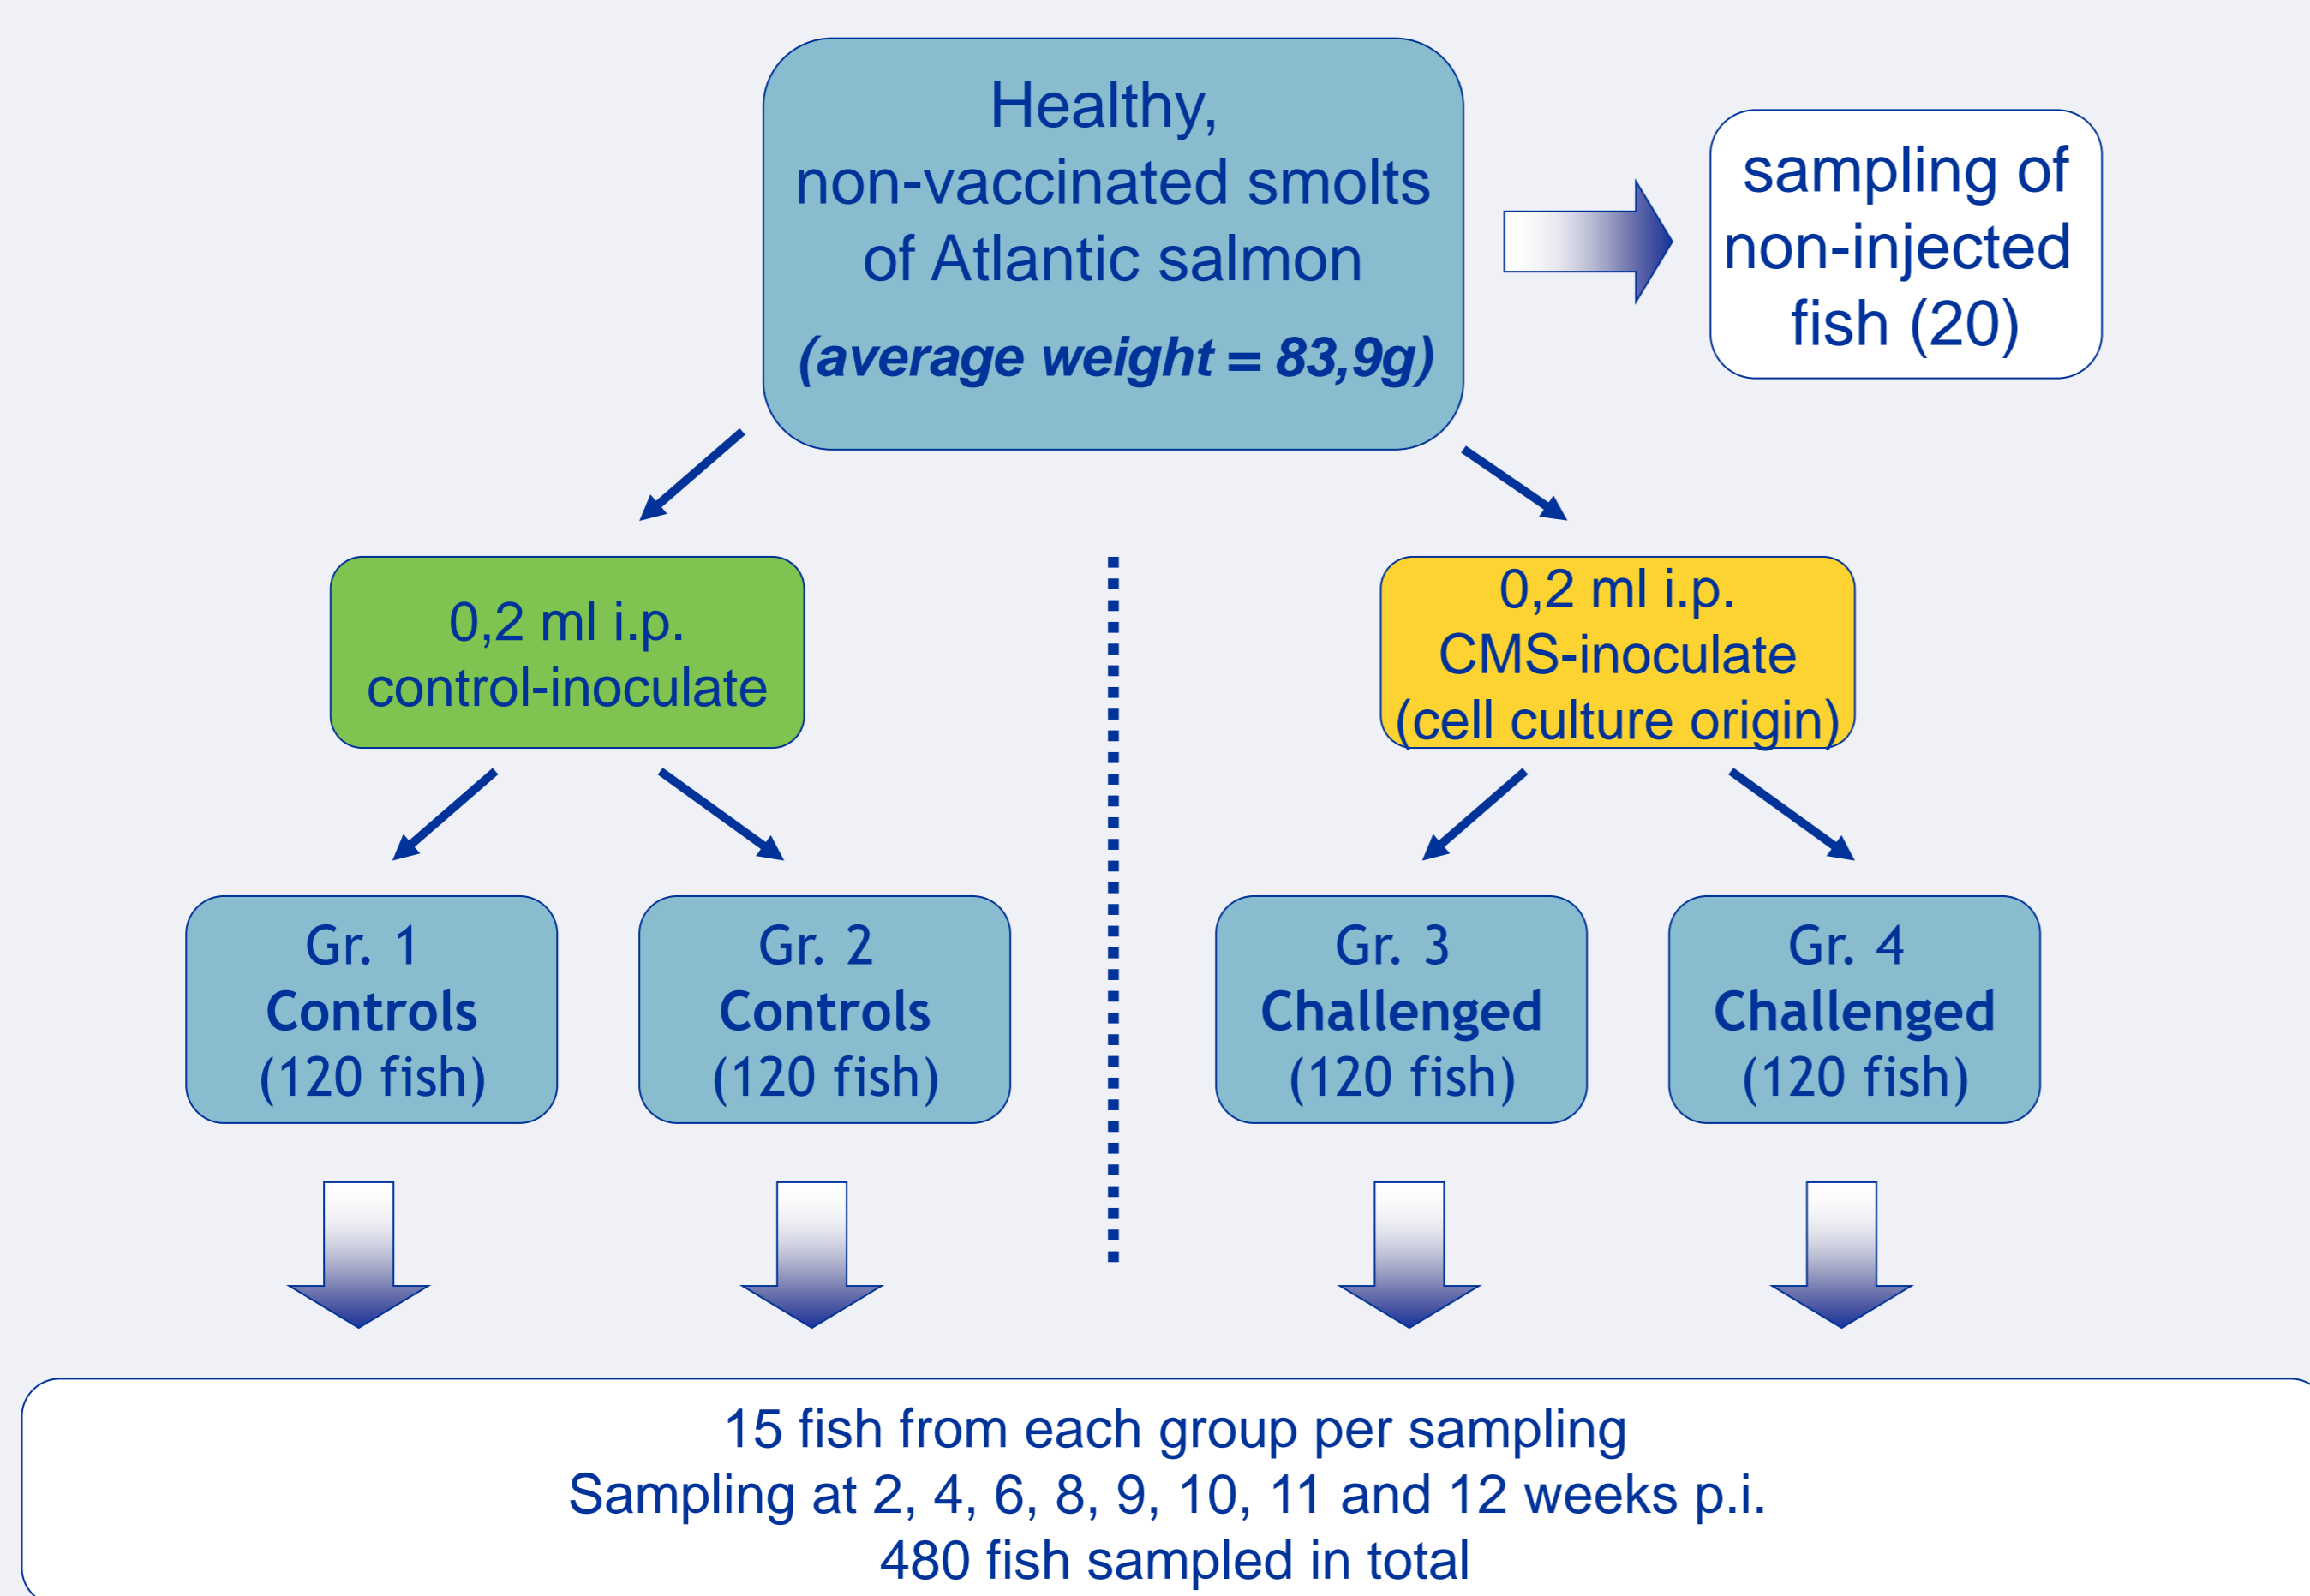 Healthy,
non-vaccinated smolts
of Atlantic salmon
(average weight = 83,9g)
sampling of
non-injected
fish (20)
0,2 ml i.p.
control-inoculate
0,2 ml i.p.
CMS-inoculate
(cell culture origin)
Gr. 1
Controls
(120 fish)
Gr. 2
Controls
(120 fish)
Gr. 3
Challenged
(120 fish)
Gr. 4
Challenged
(120 fish)
15 fish from each group per sampling
Sampling at 2, 4, 6, 8, 9, 10, 11 and 12 weeks p.i.
480 fish sampled in total